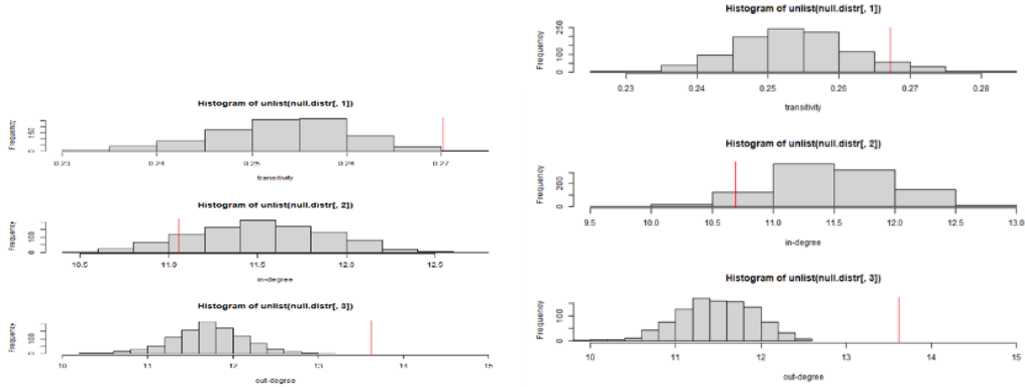 Histogram of unlist(null.distr[, 1])
Frequency
0 150
0.23 0.24 0.25 0.26 0.27
transitivity
Histogram of unlist(null.distr[, 2])
Frequency
0 100
10.5 11.0 11.5 12.0 12.5
in-degree
Histogram of unlist(null.distr[, 3])
Frequency
0 100
10 11 12 13 14 15
out-degree
Histogram of unlist(null.distr[, 1])
Frequency
0 100 250
0.23 0.24 0.25 0.26 0.27 0.28
transitivity
Histogram of unlist(null.distr[, 2])
Frequency
0 200
9.5 10.0 10.5 11.0 11.5 12.0 12.5 13.0
in-degree
Histogram of unlist(null.distr[, 3])
Frequency
0 100
10 11 12 13 14 15
out-degree